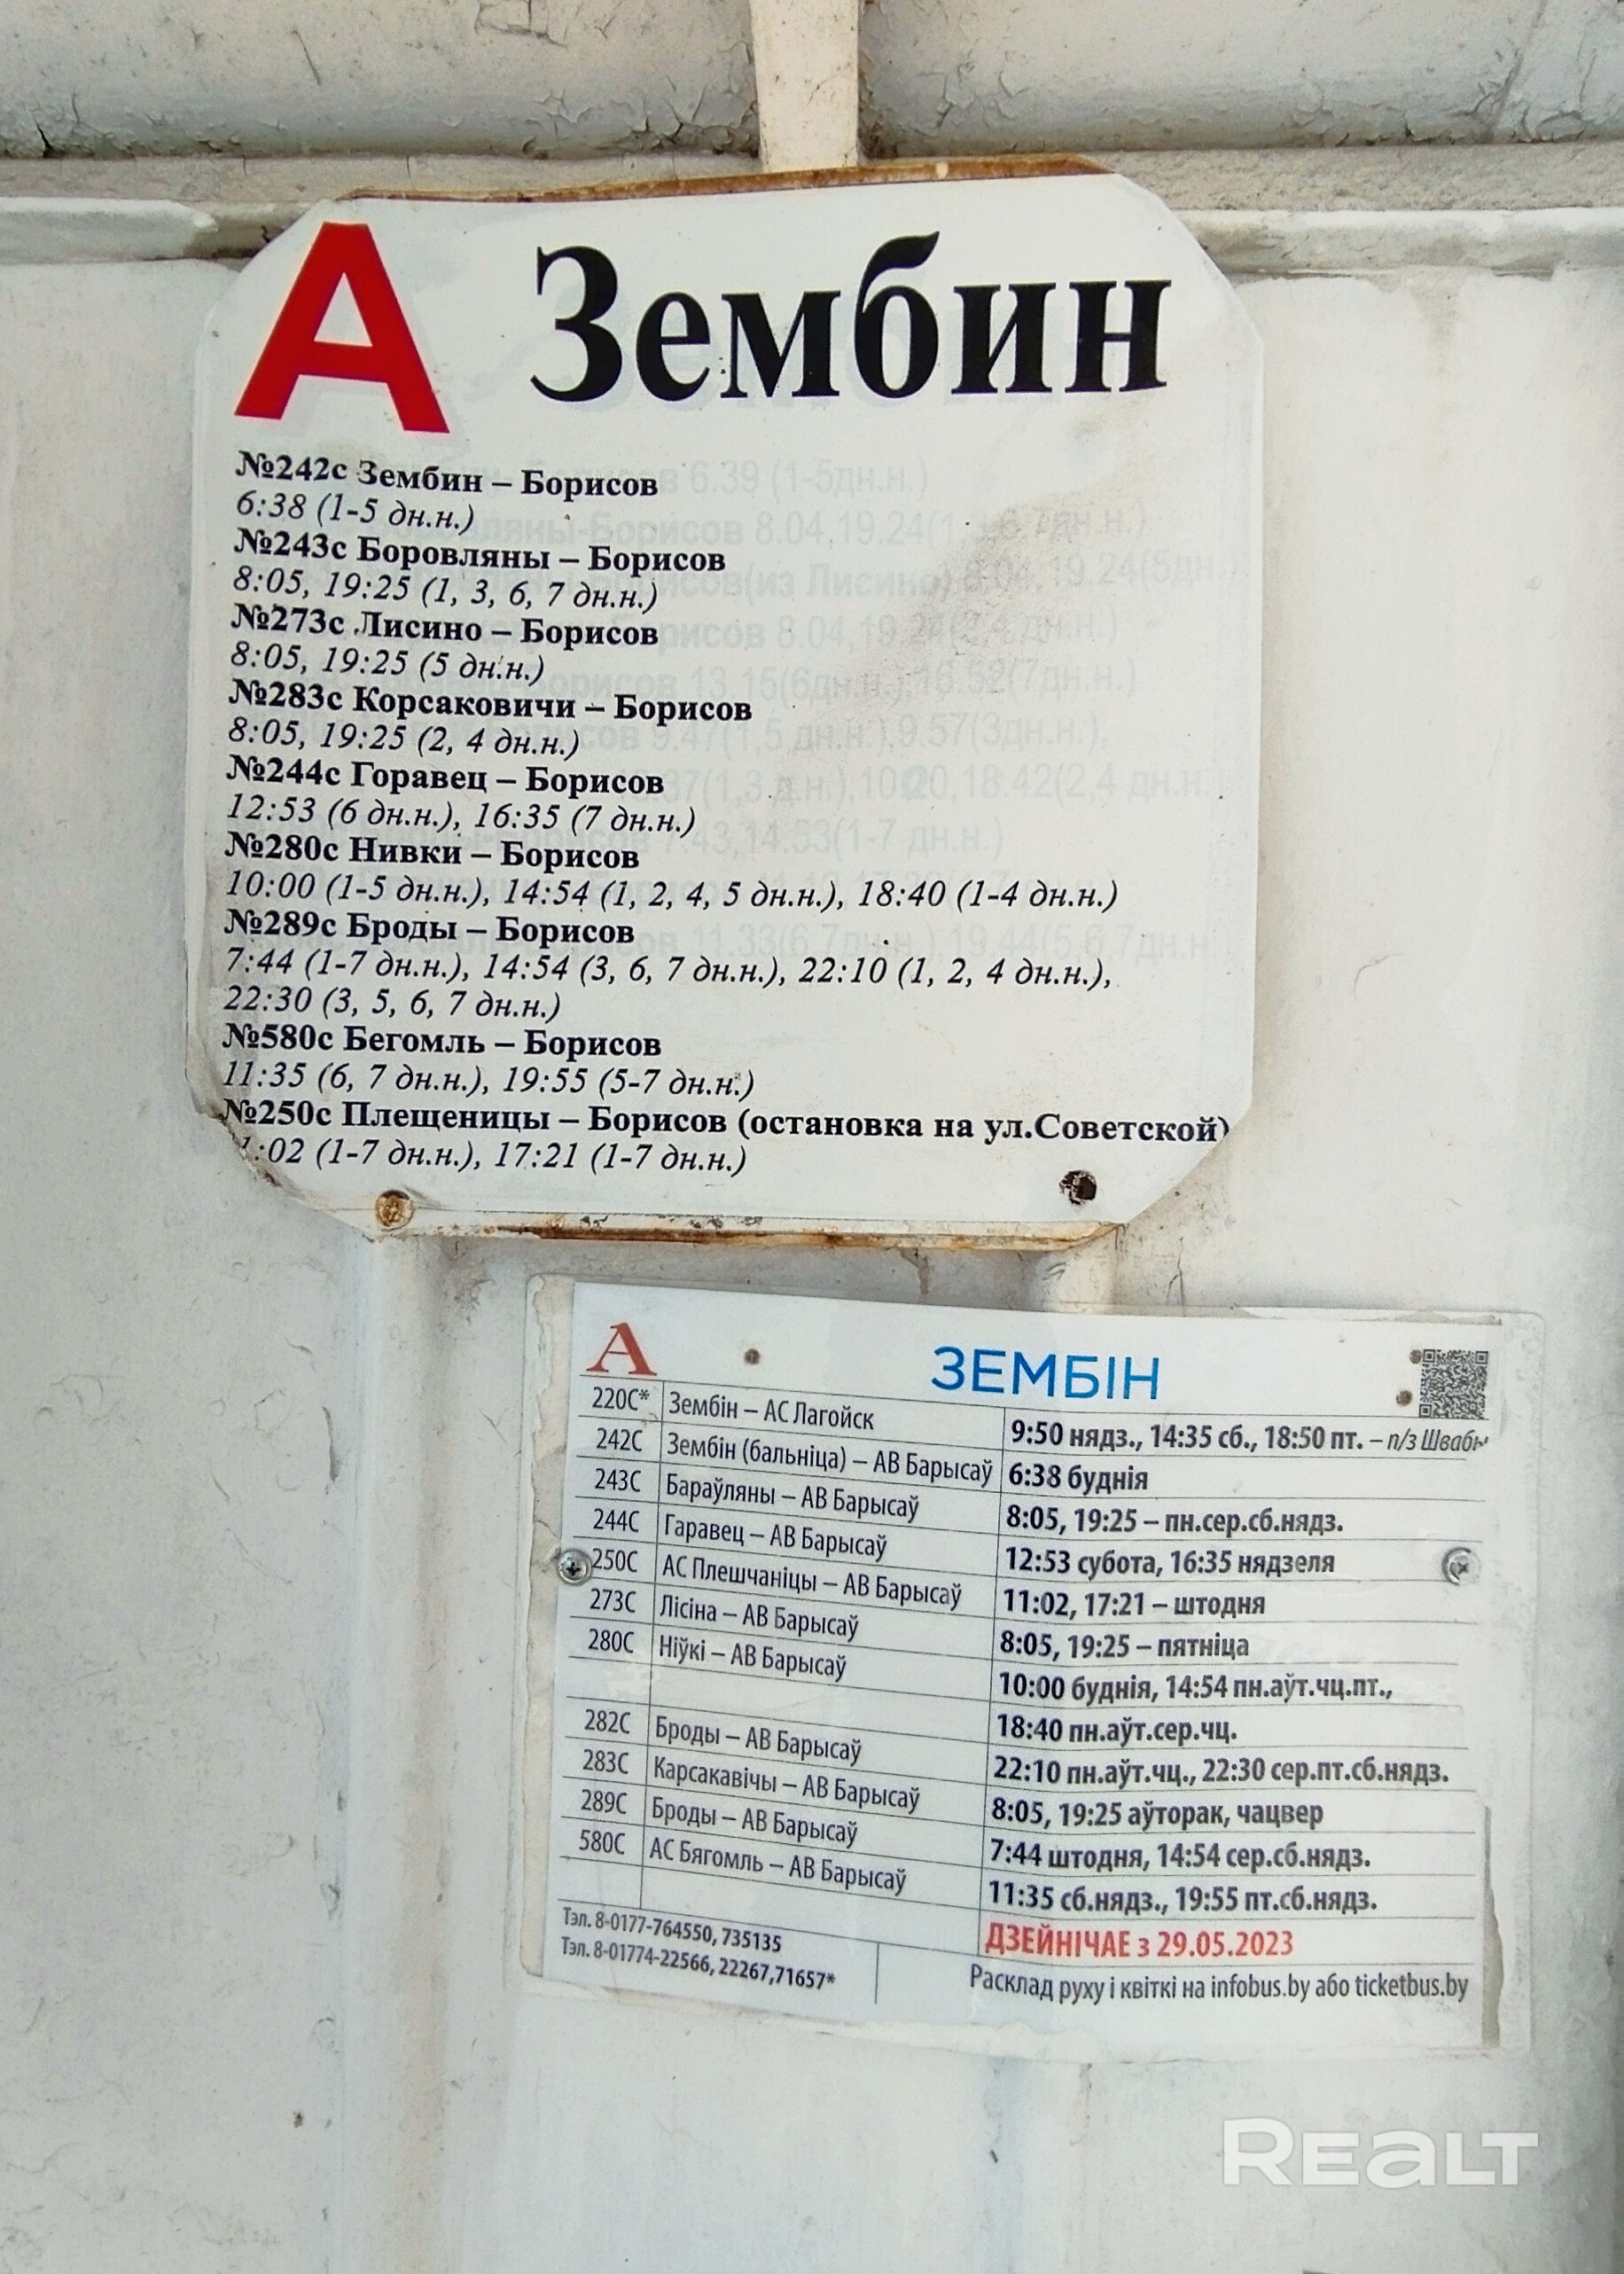 А Зембин
№242с Зембин – Борисов
6:38 (1-5 дн.н.)
№243с Боровляны – Борисов
8:05, 19:25 (1, 3, 6, 7 дн.н.)
№273с Лисино – Борисов
8:05, 19:25 (5 дн.н.)
№283с Корсаковичи – Борисов
8:05, 19:25 (2, 4 дн.н.)
№244с Горавец – Борисов
12:53 (6 дн.н.), 16:35 (7 дн.н.)
№280с Нивки – Борисов
10:00 (1-5 дн.н.), 14:54 (1, 2, 4, 5 дн.н.), 18:40 (1-4 дн.н.)
№289с Броды – Борисов
7:44 (1-7 дн.н.), 14:54 (3, 6, 7 дн.н.), 22:10 (1, 2, 4 дн.н.),
22:30 (3, 5, 6, 7 дн.н.)
№580с Бегомль – Борисов
11:35 (6, 7 дн.н.), 19:55 (5-7 дн.н.)
№250с Плещеницы – Борисов (остановка на ул.Советской)
:02 (1-7 дн.н.), 17:21 (1-7 дн.н.)
А ЗЕМБІН
220С* Зембін – АС Лагойск 9:50 нядз., 14:35 сб., 18:50 пт. – п/з Швабы
242С Зембін (бальніца) – АВ Барысаў 6:38 буднія
243С Бараўляны – АВ Барысаў 8:05, 19:25 – пн.сер.сб.нядз.
244С Гаравец – АВ Барысаў 12:53 субота, 16:35 нядзеля
250С АС Плешчаніцы – АВ Барысаў 11:02, 17:21 – штодня
273С Лісіна – АВ Барысаў 8:05, 19:25 – пятніца
280С Ніўкі – АВ Барысаў 10:00 буднія, 14:54 пн.аўт.чц.пт.,
18:40 пн.аўт.сер.чц.
282С Броды – АВ Барысаў 22:10 пн.аўт.чц., 22:30 сер.пт.сб.нядз.
283С Карсакавічы – АВ Барысаў 8:05, 19:25 аўторак, чацвер
289С Броды – АВ Барысаў 7:44 штодня, 14:54 сер.сб.нядз.
580С АС Бягомль – АВ Барысаў 11:35 сб.нядз., 19:55 пт.сб.нядз.
ДЗЕЙНІЧАЕ з 29.05.2023
Тэл. 8-0177-764550, 735135
Тэл. 8-01774-22566, 22267,71657*
Расклад руху і квіткі на infobus.by або ticketbus.by
REALT